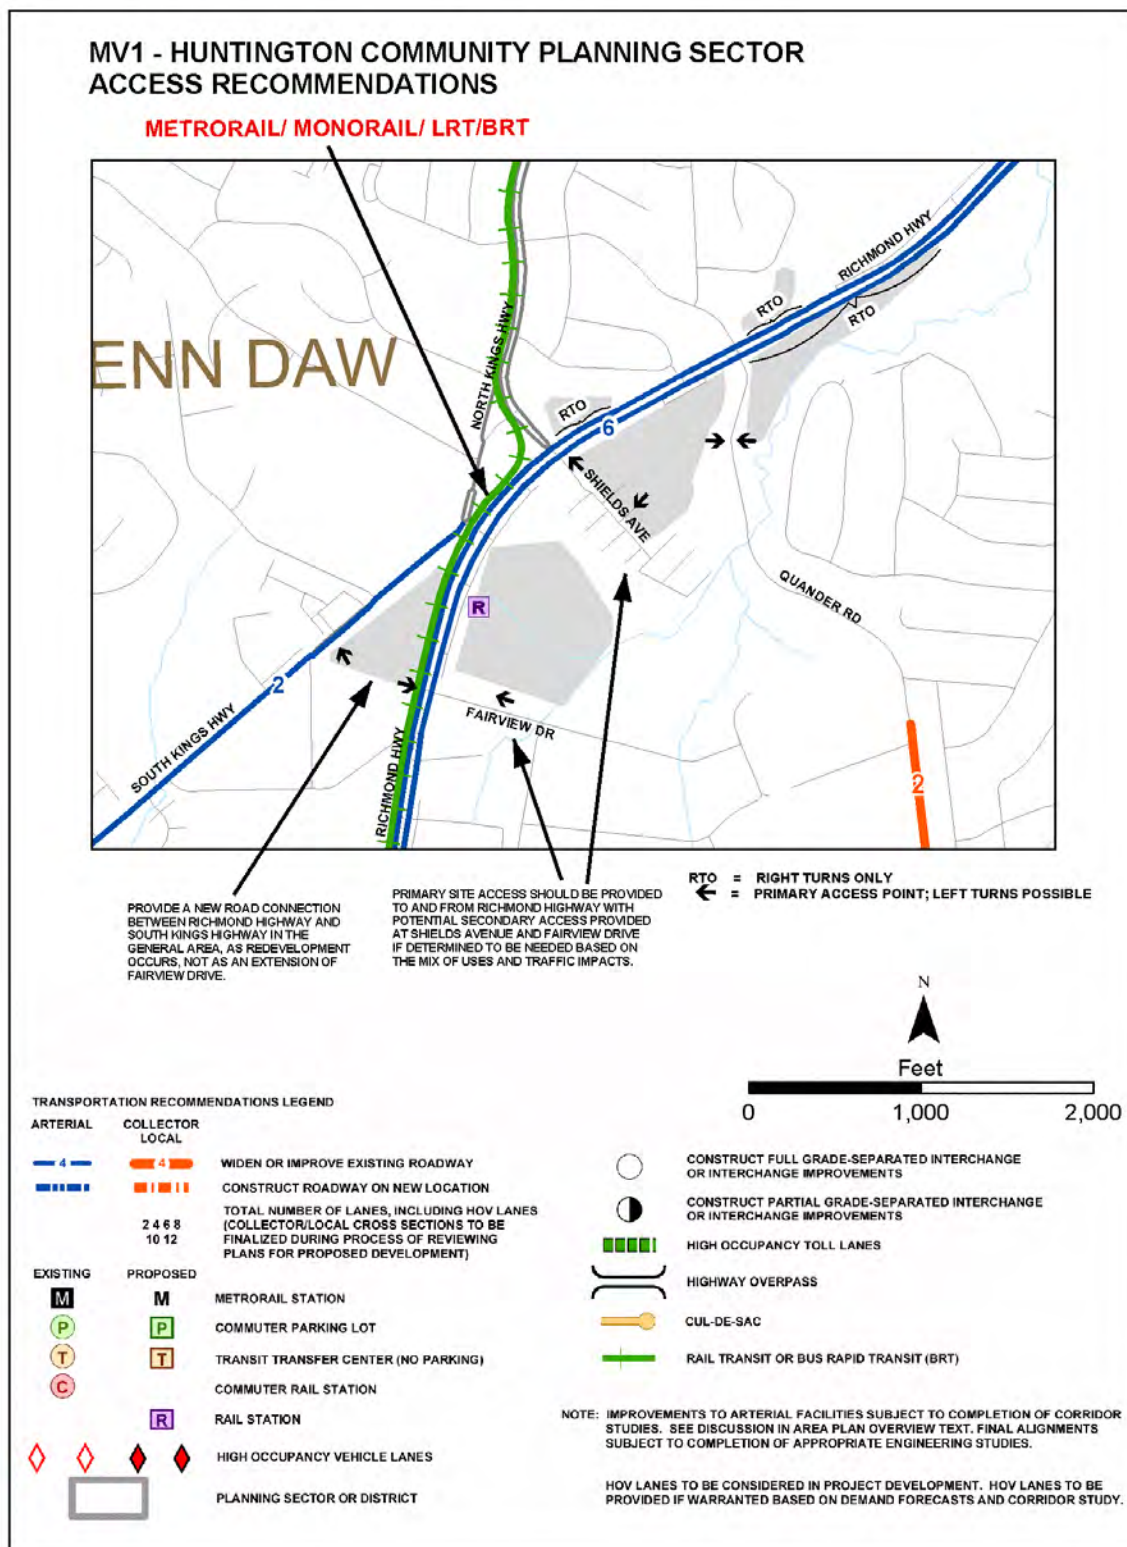 MV1 - HUNTINGTON COMMUNITY PLANNING SECTOR
ACCESS RECOMMENDATIONS
METRORAIL/ MONORAIL/ LRT/BRT
ENN DAW
NORTH KINGS HWY
RICHMOND HWY
RTO
RTO
RTO
6
SHIELDS AVE
QUANDER RD
R
2
SOUTH KINGS HWY
FAIRVIEW DR
RICHMOND HWY
2
RTO = RIGHT TURNS ONLY
= PRIMARY ACCESS POINT; LEFT TURNS POSSIBLE
PROVIDE A NEW ROAD CONNECTION
BETWEEN RICHMOND HIGHWAY AND
SOUTH KINGS HIGHWAY IN THE
GENERAL AREA, AS REDEVELOPMENT
OCCURS, NOT AS AN EXTENSION OF
FAIRVIEW DRIVE.
PRIMARY SITE ACCESS SHOULD BE PROVIDED
TO AND FROM RICHMOND HIGHWAY WITH
POTENTIAL SECONDARY ACCESS PROVIDED
AT SHIELDS AVENUE AND FAIRVIEW DRIVE
IF DETERMINED TO BE NEEDED BASED ON
THE MIX OF USES AND TRAFFIC IMPACTS.
N
Feet
0 1,000 2,000
TRANSPORTATION RECOMMENDATIONS LEGEND
ARTERIAL COLLECTOR
LOCAL
4 4 WIDEN OR IMPROVE EXISTING ROADWAY
CONSTRUCT ROADWAY ON NEW LOCATION
2 4 6 8
10 12
TOTAL NUMBER OF LANES, INCLUDING HOV LANES
(COLLECTOR/LOCAL CROSS SECTIONS TO BE
FINALIZED DURING PROCESS OF REVIEWING
PLANS FOR PROPOSED DEVELOPMENT)
EXISTING PROPOSED
M M METRORAIL STATION
P P COMMUTER PARKING LOT
T T TRANSIT TRANSFER CENTER (NO PARKING)
C COMMUTER RAIL STATION
R RAIL STATION
HIGH OCCUPANCY VEHICLE LANES
PLANNING SECTOR OR DISTRICT
CONSTRUCT FULL GRADE-SEPARATED INTERCHANGE
OR INTERCHANGE IMPROVEMENTS
CONSTRUCT PARTIAL GRADE-SEPARATED INTERCHANGE
OR INTERCHANGE IMPROVEMENTS
HIGH OCCUPANCY TOLL LANES
HIGHWAY OVERPASS
CUL-DE-SAC
RAIL TRANSIT OR BUS RAPID TRANSIT (BRT)
NOTE: IMPROVEMENTS TO ARTERIAL FACILITIES SUBJECT TO COMPLETION OF CORRIDOR
STUDIES. SEE DISCUSSION IN AREA PLAN OVERVIEW TEXT. FINAL ALIGNMENTS
SUBJECT TO COMPLETION OF APPROPRIATE ENGINEERING STUDIES.
HOV LANES TO BE CONSIDERED IN PROJECT DEVELOPMENT. HOV LANES TO BE
PROVIDED IF WARRANTED BASED ON DEMAND FORECASTS AND CORRIDOR STUDY.